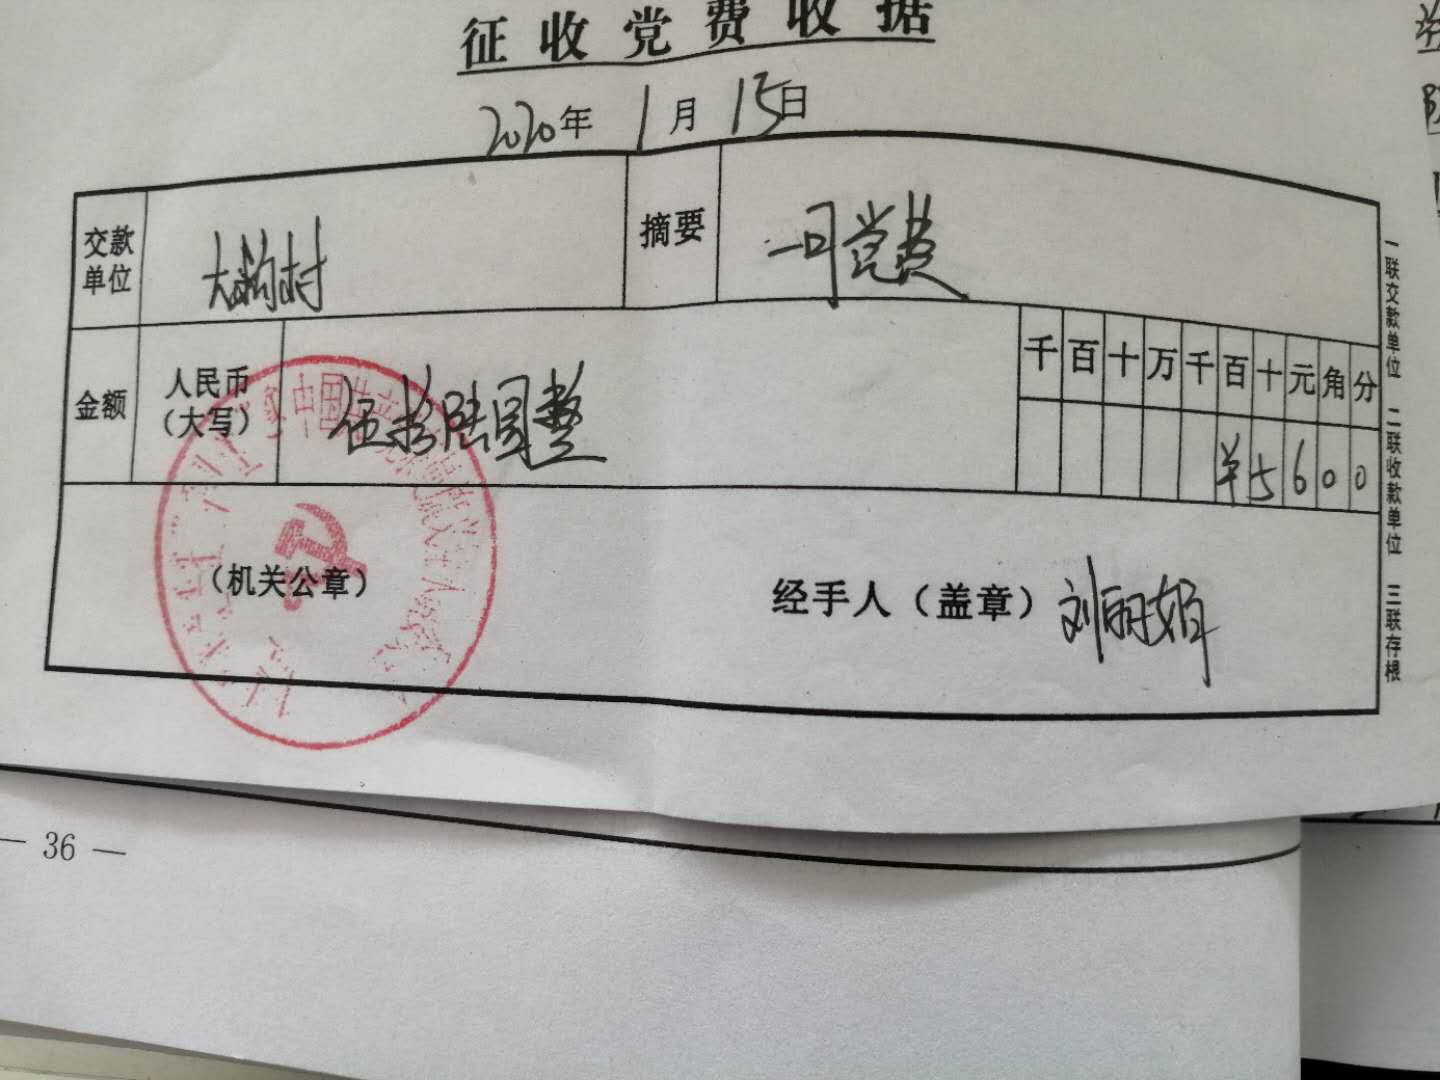 征收党费收据
2020年 1月 15日
交款单位
大沟村
摘要
一月党费
金额
人民币（大写）
伍拾陆圆整
千 百 十 万 千 百 十 元 角 分
¥ 5 6 0 0
（机关公章）
经手人（盖章）
刘丽娟
一联交款单位 二联收款单位 三联存根
— 36 —